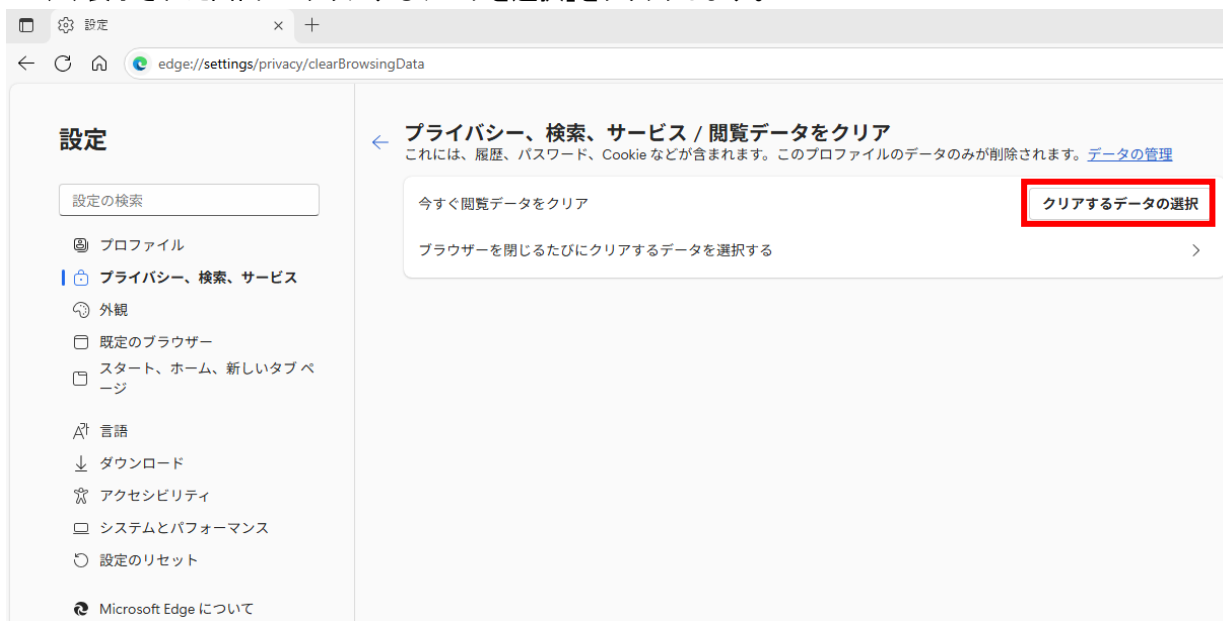 設定
edge://settings/privacy/clearBrowsingData
設定
設定の検索
プロファイル
プライバシー、検索、サービス
外観
既定のブラウザー
スタート、ホーム、新しいタブ ペ
ージ
言語
ダウンロード
アクセシビリティ
システムとパフォーマンス
設定のリセット
Microsoft Edge について
プライバシー、検索、サービス / 閲覧データをクリア
これには、履歴、パスワード、Cookie などが含まれます。このプロファイルのデータのみが削除されます。データの管理
今すぐ閲覧データをクリア
クリアするデータの選択
ブラウザーを閉じるたびにクリアするデータを選択する